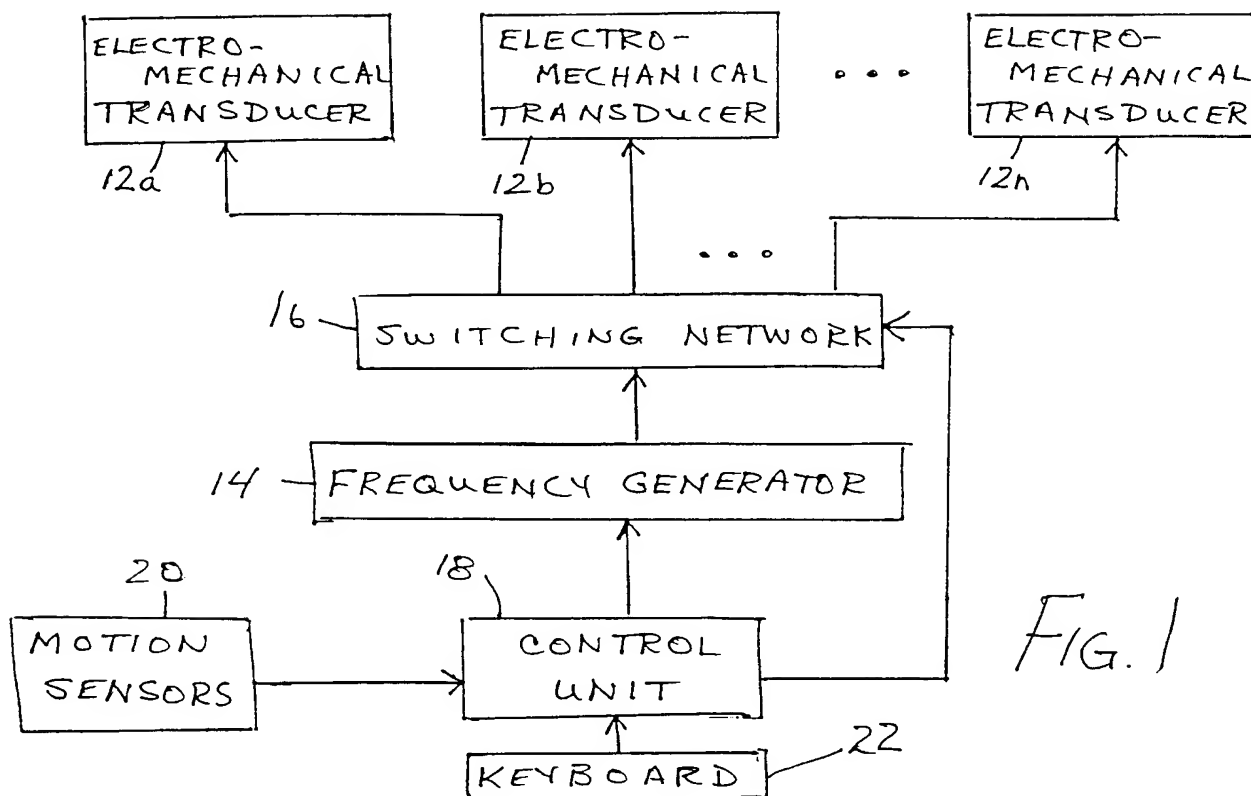 ELECTRO-
MECHANICAL
TRANSDUCER
12a
ELECTRO-
MECHANICAL
TRANSDUCER
12b
...
ELECTRO-
MECHANICAL
TRANSDUCER
12n
...
16
SWITCHING NETWORK
14
FREQUENCY GENERATOR
20
MOTION
SENSORS
18
CONTROL
UNIT
KEYBOARD
22
FIG. 1